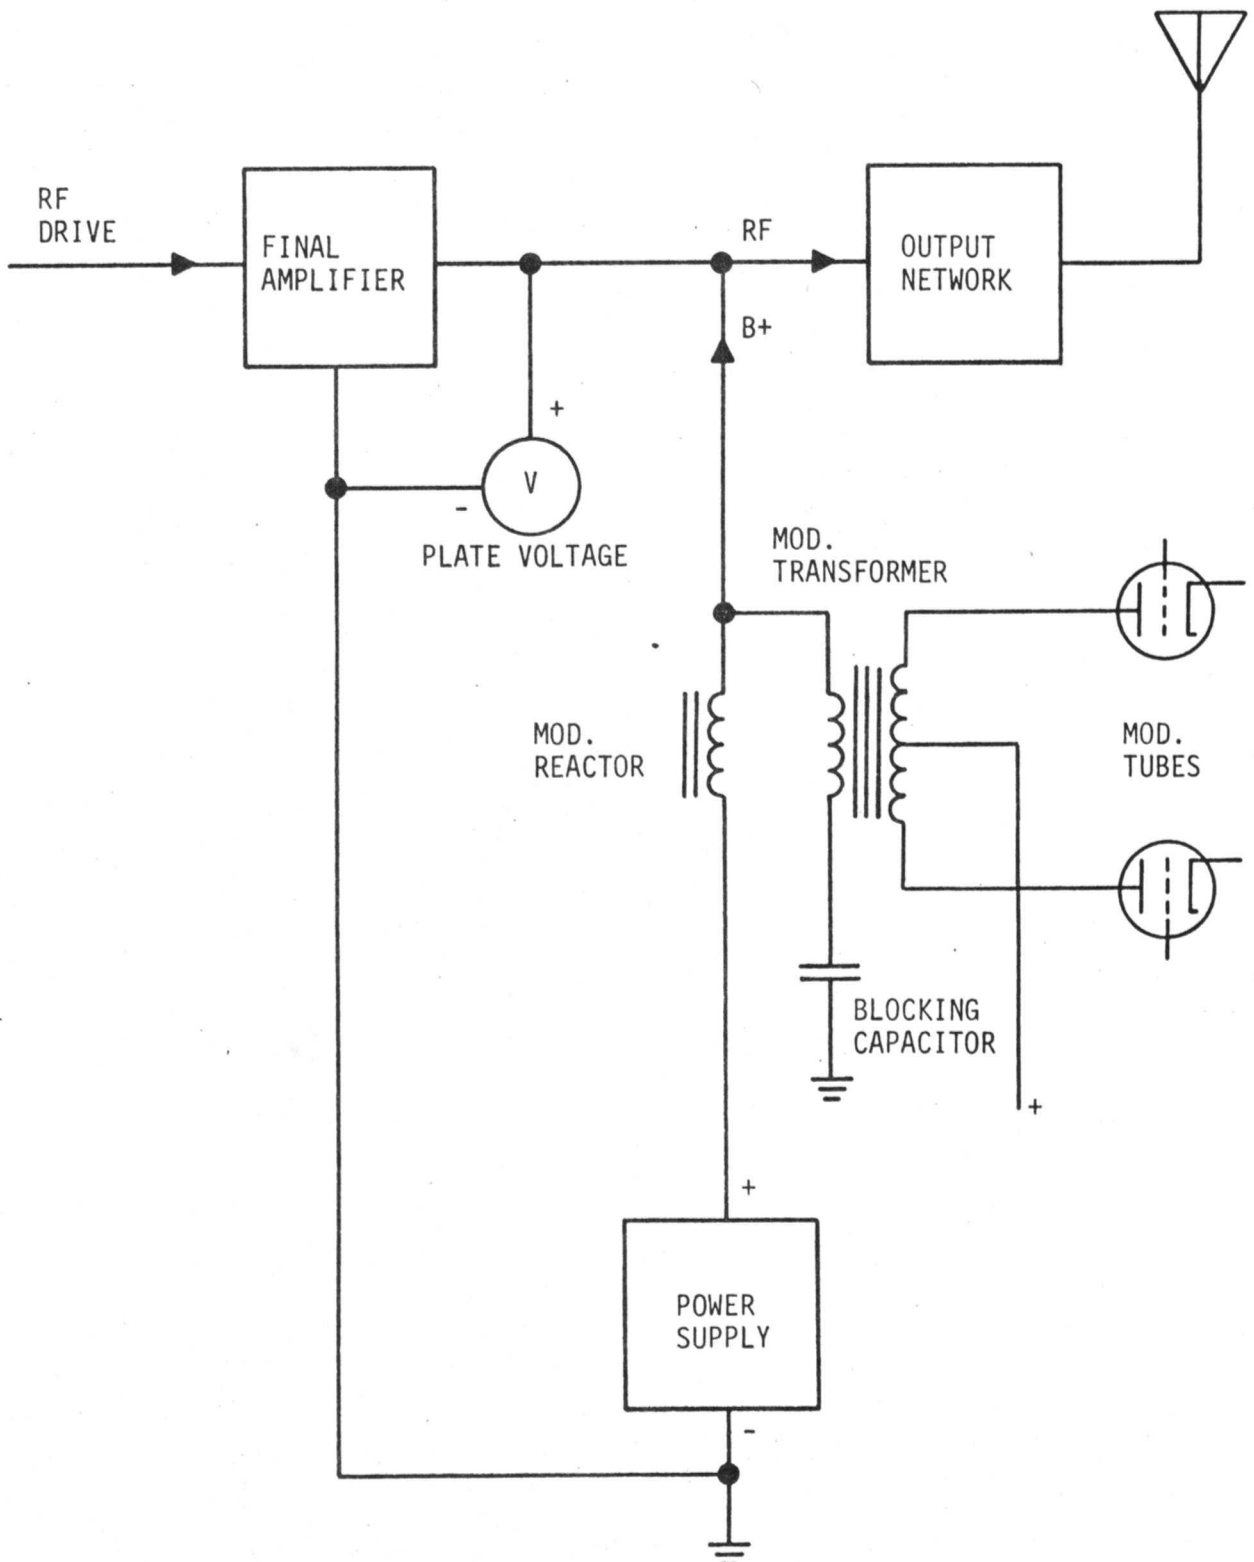 RF
DRIVE
FINAL
AMPLIFIER
RF
OUTPUT
NETWORK
B+
+
V
-
PLATE VOLTAGE
MOD.
TRANSFORMER
MOD.
REACTOR
MOD.
TUBES
BLOCKING
CAPACITOR
+
+
POWER
SUPPLY
-